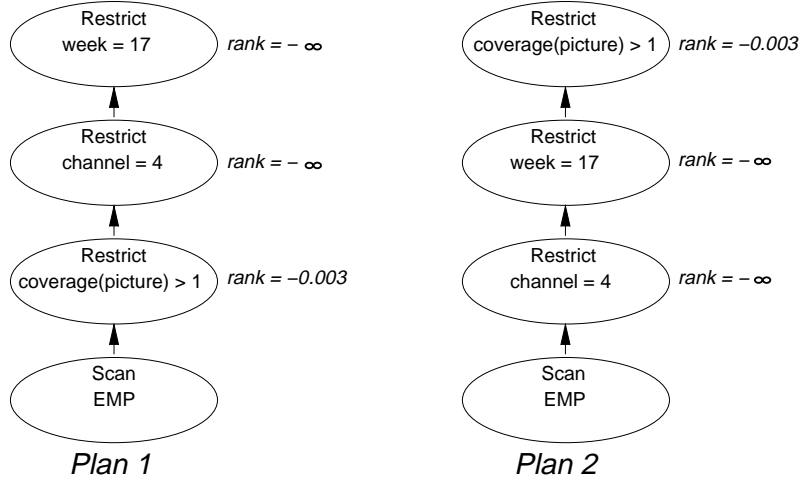 Restrict
week = 17
rank = − ∞
Restrict
channel = 4
rank = − ∞
Restrict
coverage(picture) > 1
rank = −0.003
Scan
EMP
Plan 1
Restrict
coverage(picture) > 1
rank = −0.003
Restrict
week = 17
rank = − ∞
Restrict
channel = 4
rank = − ∞
Scan
EMP
Plan 2